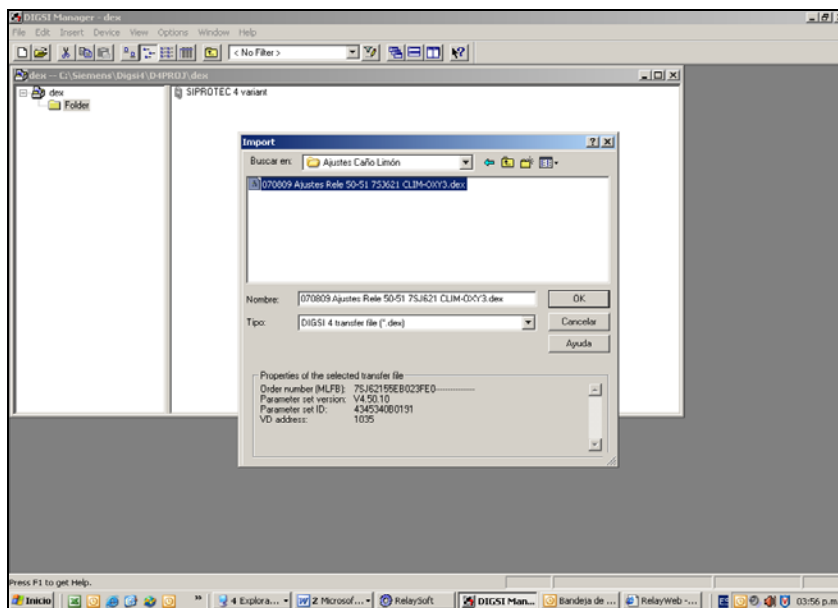 DIGSI Manager - dex
File Edit Insert Device View Options Window Help
< No Filter >
dex -- C:\Siemens\Digsi4\D4PROJ\dex
dex
Folder
SIPROTEC 4 variant
Import
Buscar en:
Ajustes Caño Limón
070809 Ajustes Rele 50-51 7SJ621 CLIM-OXY3.dex
Nombre:
070809 Ajustes Rele 50-51 7SJ621 CLIM-OXY3.dex
OK
Tipo:
DIGSI 4 transfer file (*.dex)
Cancelar
Ayuda
Properties of the selected transfer file
Order number (MLFB): 7SJ62155EB023FE0------------
Parameter set version: V4.50.10
Parameter set ID: 4345340B0191
VD address: 1035
Press F1 to get Help.
Inicio
4 Explora...
2 Microsof...
RelaySoft
DIGSI Man...
Bandeja de ...
RelayWeb -...
ES
03:56 p.m.